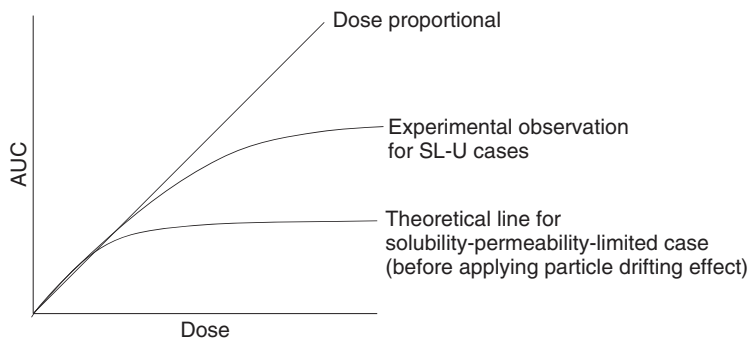 Dose proportional
Experimental observation
for SL-U cases
Theoretical line for
solubility-permeability-limited case
(before applying particle drifting effect)
AUC
Dose